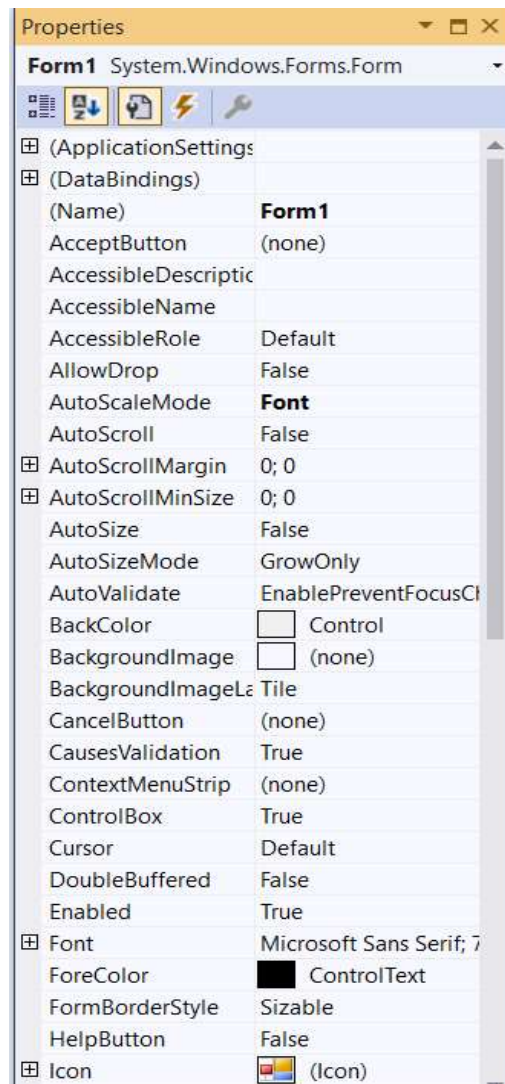 Properties
Form1 System.Windows.Forms.Form
(ApplicationSettings
(DataBindings)
(Name) Form1
AcceptButton (none)
AccessibleDescriptic
AccessibleName
AccessibleRole Default
AllowDrop False
AutoScaleMode Font
AutoScroll False
AutoScrollMargin 0; 0
AutoScrollMinSize 0; 0
AutoSize False
AutoSizeMode GrowOnly
AutoValidate EnablePreventFocusCh
BackColor Control
BackgroundImage (none)
BackgroundImageLa Tile
CancelButton (none)
CausesValidation True
ContextMenuStrip (none)
ControlBox True
Cursor Default
DoubleBuffered False
Enabled True
Font Microsoft Sans Serif; 7
ForeColor ControlText
FormBorderStyle Sizable
HelpButton False
Icon (Icon)